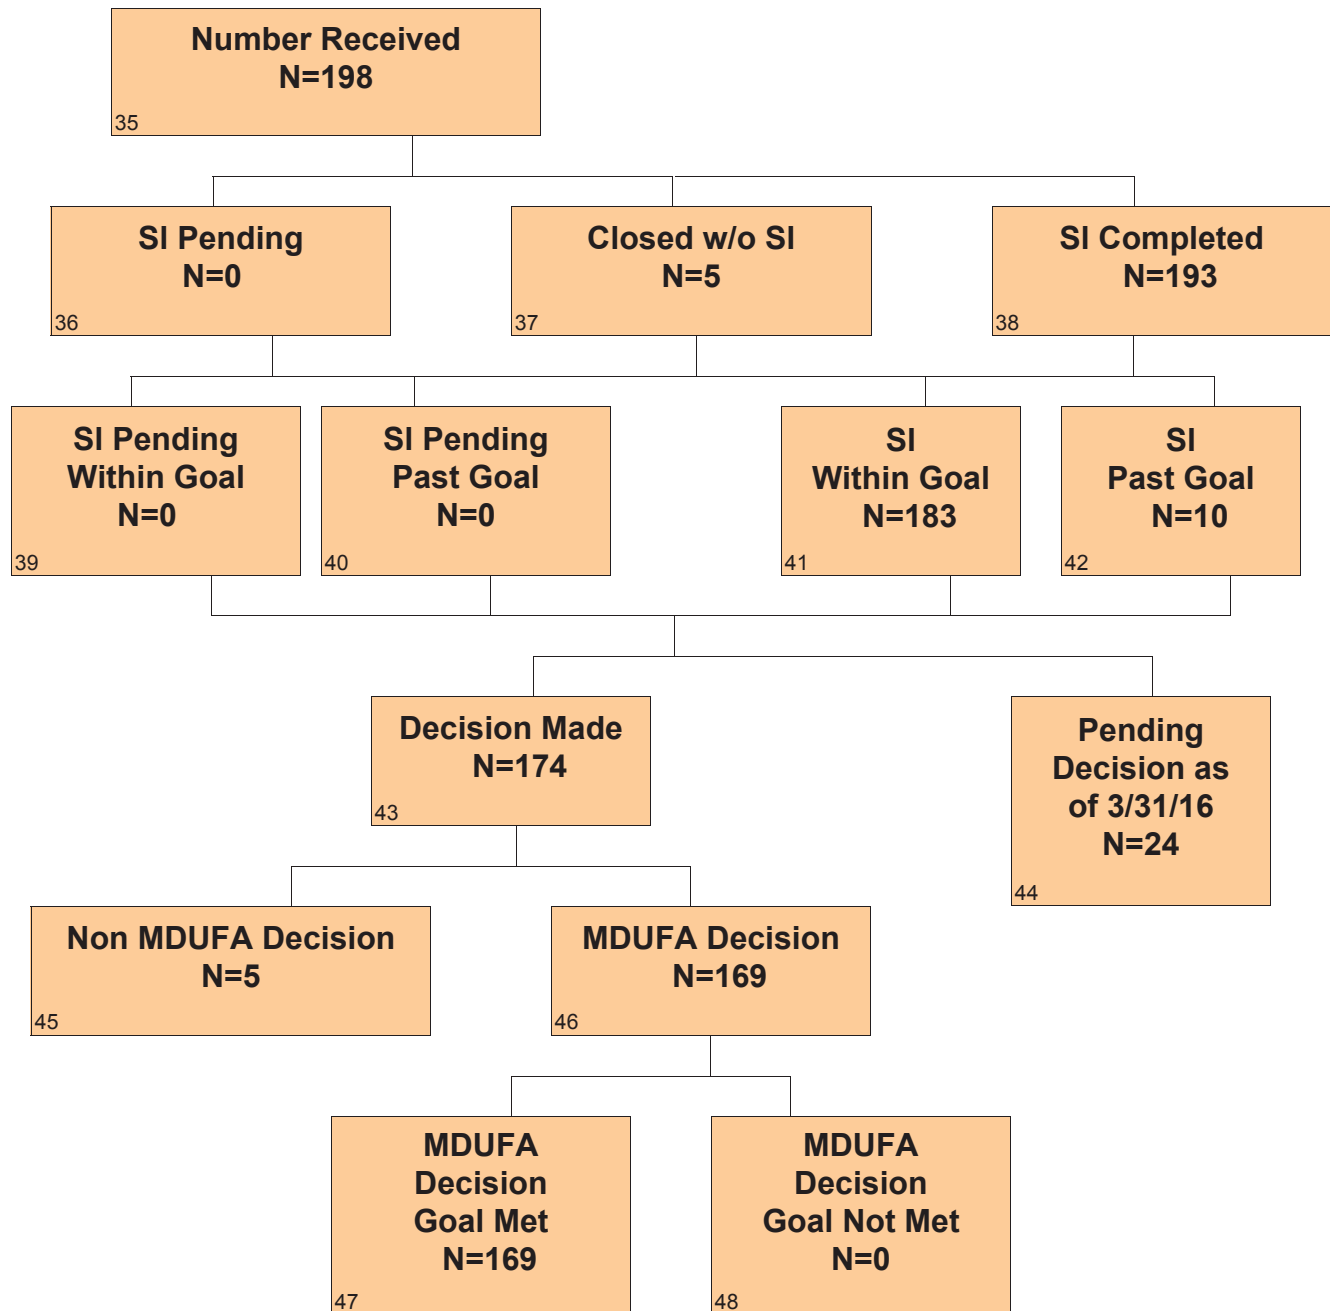 Number Received
N=198
35
SI Pending
N=0
36
Closed w/o SI
N=5
37
SI Completed
N=193
38
SI Pending
Within Goal
N=0
39
SI Pending
Past Goal
N=0
40
SI
Within Goal
N=183
41
SI
Past Goal
N=10
42
Decision Made
N=174
43
Pending
Decision as
of 3/31/16
N=24
44
Non MDUFA Decision
N=5
45
MDUFA Decision
N=169
46
MDUFA
Decision
Goal Met
N=169
47
MDUFA
Decision
Goal Not Met
N=0
48